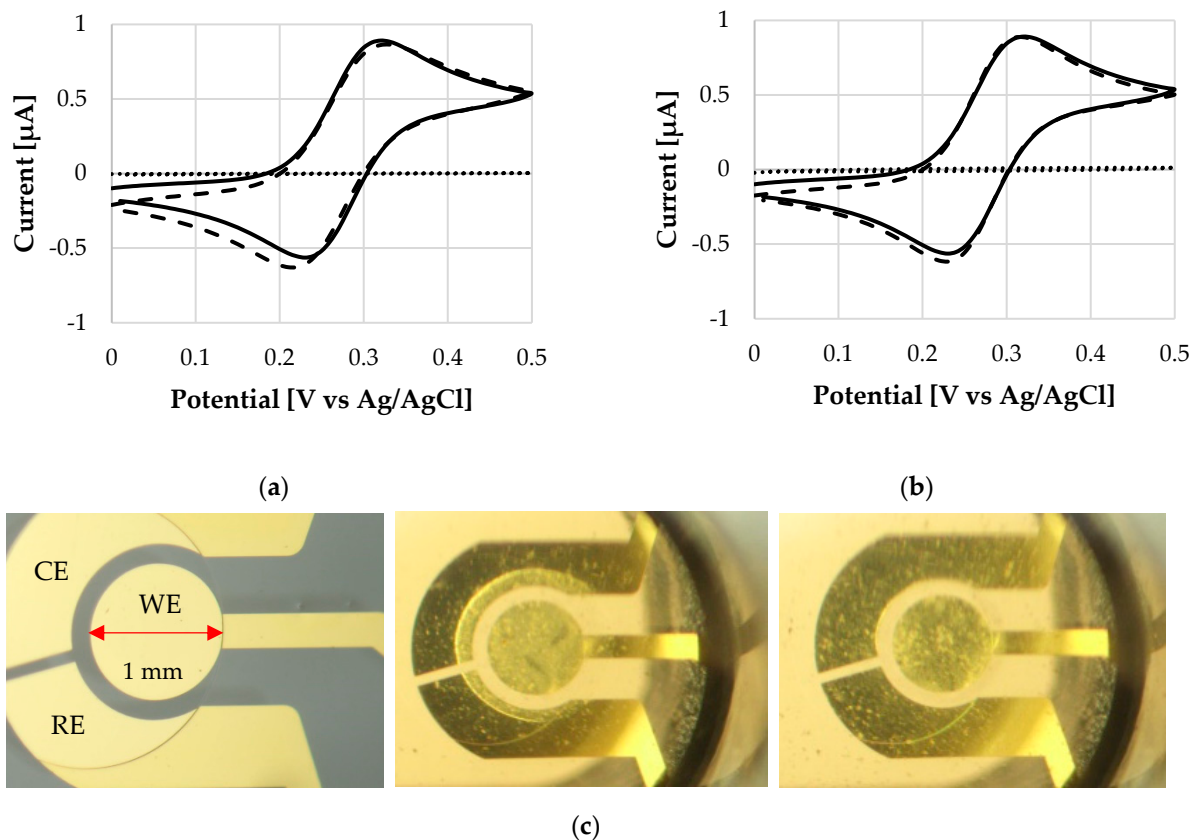 1
0.5
0
-0.5
-1
Current [µA]
0 0.1 0.2 0.3 0.4 0.5
Potential [V vs Ag/AgCl]
(a)
1
0.5
0
-0.5
-1
Current [µA]
0 0.1 0.2 0.3 0.4 0.5
Potential [V vs Ag/AgCl]
(b)
CE
WE
1 mm
RE
(c)